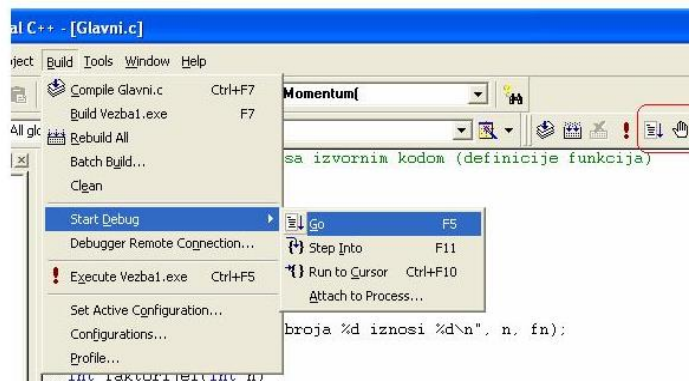 al C++ - [Glavni.c]
ject Build Tools Window Help
Compile Glavni.c Ctrl+F7
Momentum[
Build Vezba1.exe F7
All glo
Rebuild All
Batch Build...
sa izvornim kodom (definicije funkcija)
Clean
Start Debug
Go F5
Debugger Remote Connection...
Step Into F11
Execute Vezba1.exe Ctrl+F5
Run to Cursor Ctrl+F10
Attach to Process...
Set Active Configuration...
Configurations...
broja %d iznosi %d\n", n, fn);
Profile...
int faktorijel(int n)